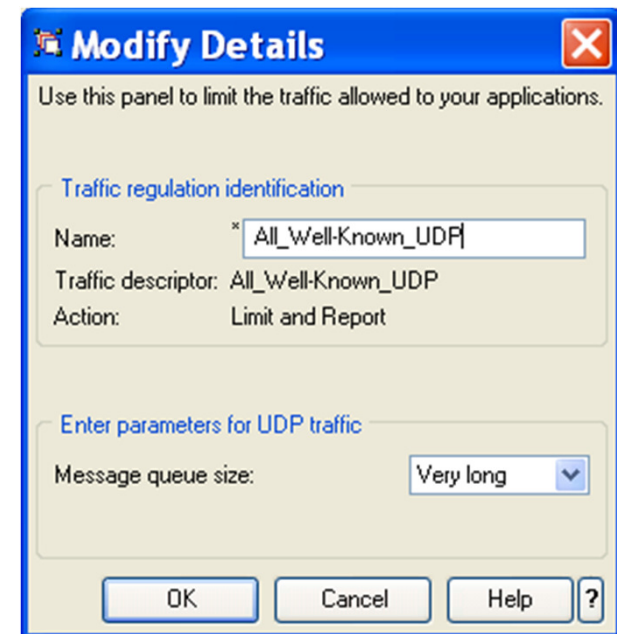 Modify Details
Use this panel to limit the traffic allowed to your applications.
Traffic regulation identification
Name: * All_Well-Known_UDP
Traffic descriptor: All_Well-Known_UDP
Action: Limit and Report
Enter parameters for UDP traffic
Message queue size: Very long
OK Cancel Help ?